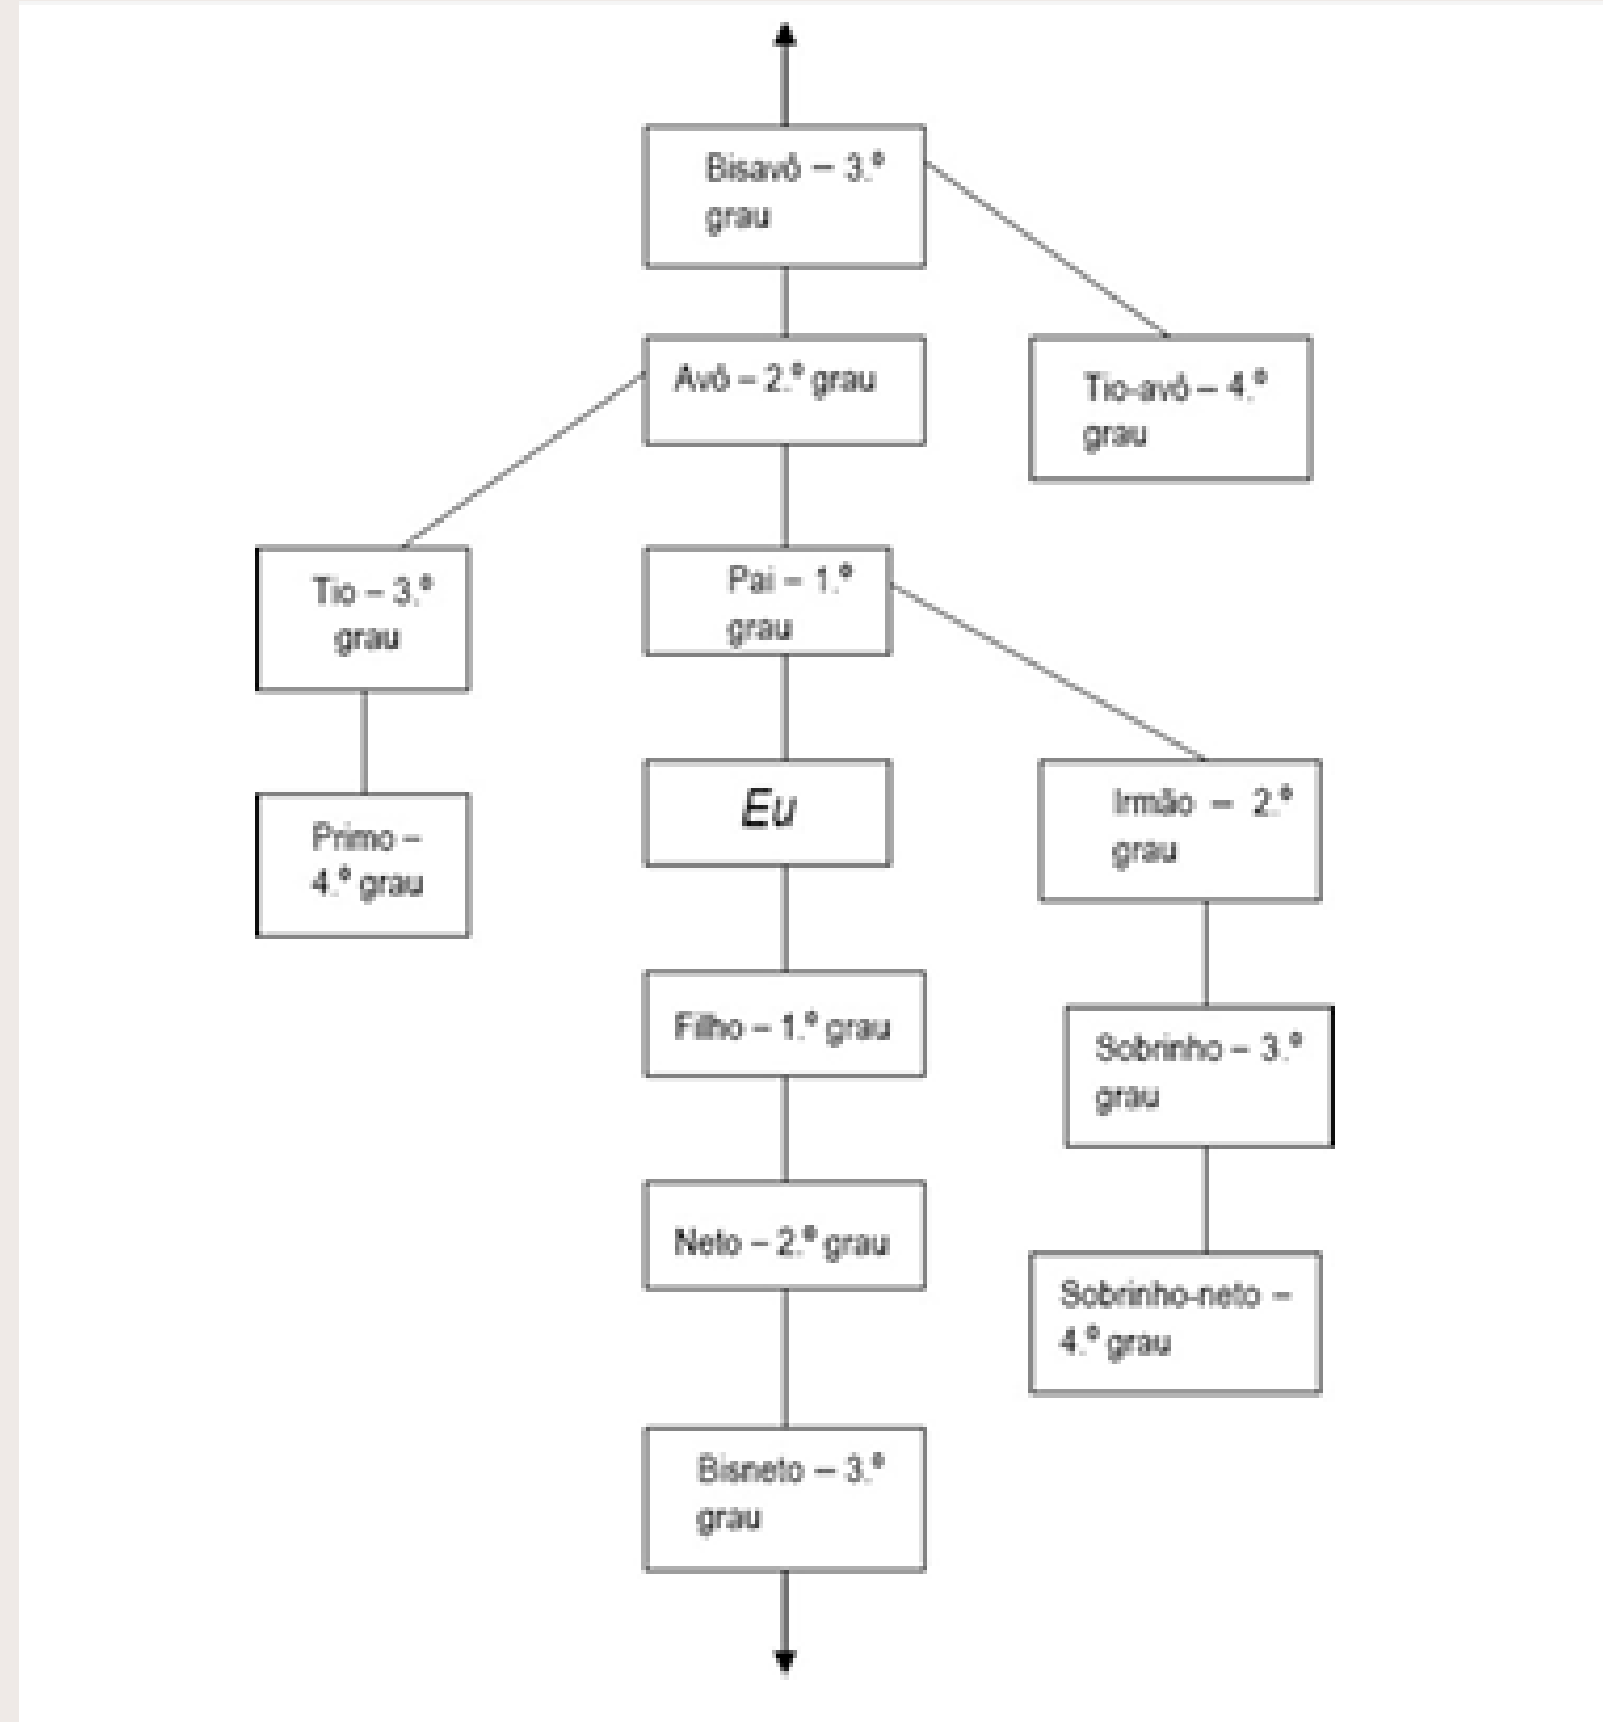 Bisavô – 3.º
grau
Avô – 2.º grau
Tio-avô – 4.º
grau
Tio – 3.º
grau
Pai – 1.º
grau
Eu
Irmão – 2.º
grau
Primo –
4.º grau
Filho – 1.º grau
Sobrinho – 3.º
grau
Neto – 2.º grau
Sobrinho-neto –
4.º grau
Bisneto – 3.º
grau